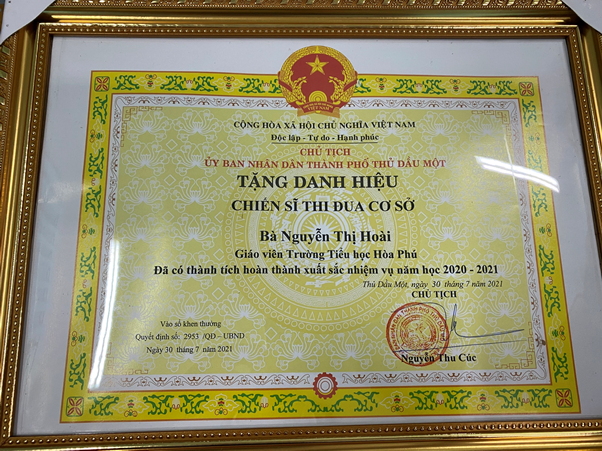 CỘNG HÒA XÃ HỘI CHỦ NGHĨA VIỆT NAM
Độc lập - Tự do - Hạnh phúc
CHỦ TỊCH
ỦY BAN NHÂN DÂN THÀNH PHỐ THỦ DẦU MỘT
TẶNG DANH HIỆU
CHIẾN SĨ THI ĐUA CƠ SỞ
Bà Nguyễn Thị Hoài
Giáo viên Trường Tiểu học Hòa Phú
Đã có thành tích hoàn thành xuất sắc nhiệm vụ năm học 2020 - 2021
Thủ Dầu Một, ngày 30 tháng 7 năm 2021
CHỦ TỊCH
Vào sổ khen thưởng
Quyết định số: 2953 /QĐ - UBND
Ngày 30 tháng 7 năm 2021
Nguyễn Thu Cúc